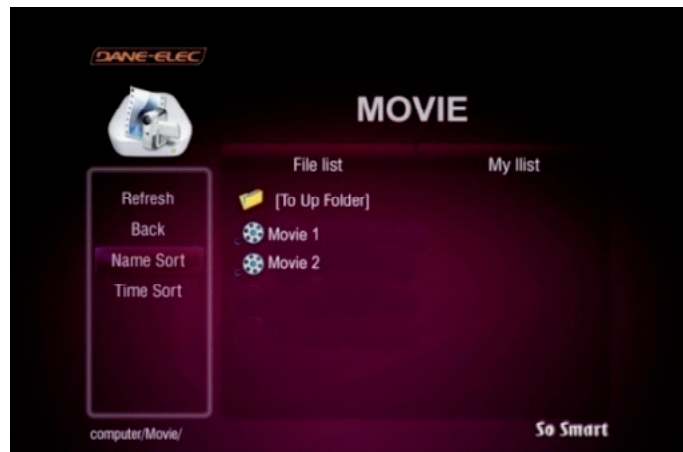 DANE-ELEC
MOVIE
File list
My llist
Refresh
Back
Name Sort
Time Sort
[To Up Folder]
Movie 1
Movie 2
computer/Movie/
So Smart